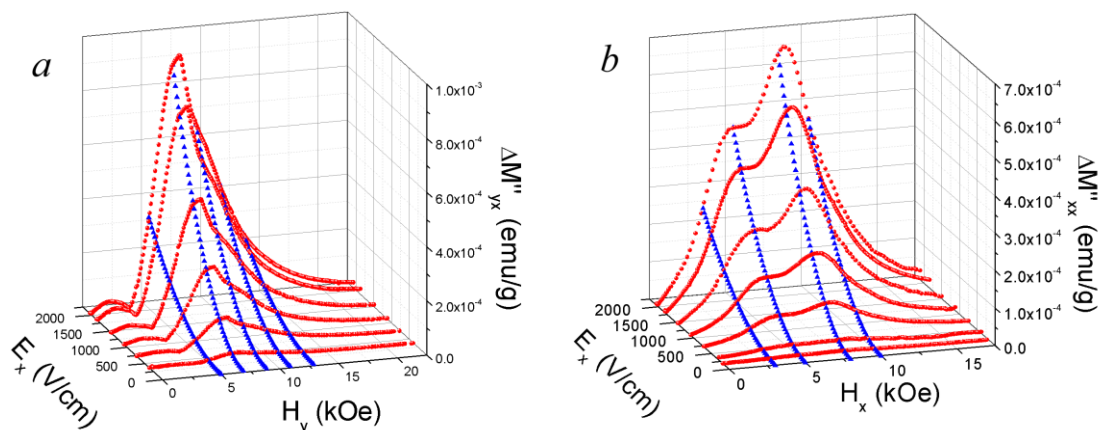 a
1.0x10⁻³
8.0x10⁻⁴
6.0x10⁻⁴
4.0x10⁻⁴
2.0x10⁻⁴
0.0
ΔM"yx (emu/g)
2000
1500
1000
500
0
Ex (V/cm)
0
5
10
15
20
Hy (kOe)
b
7.0x10⁻⁴
6.0x10⁻⁴
5.0x10⁻⁴
4.0x10⁻⁴
3.0x10⁻⁴
2.0x10⁻⁴
1.0x10⁻⁴
0.0
ΔM"xx (emu/g)
2000
1500
1000
500
0
Ex (V/cm)
0
5
10
15
Hx (kOe)